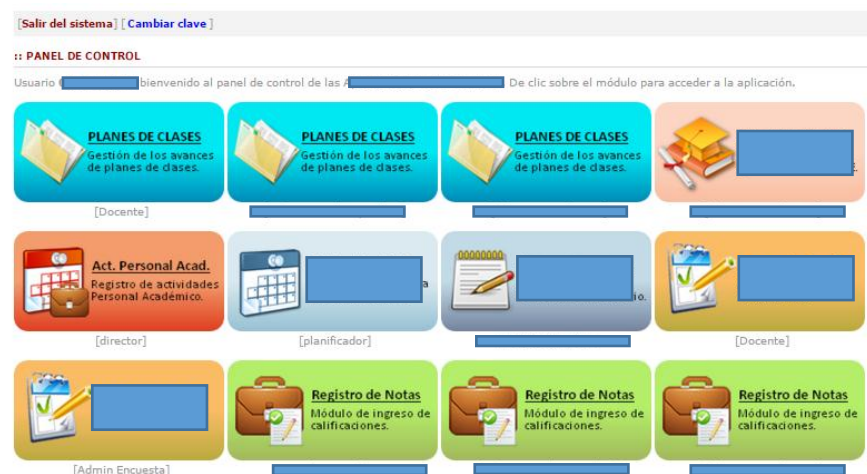 [Salir del sistema] [ Cambiar clave ]
:: PANEL DE CONTROL
Usuario bienvenido al panel de control de las De clic sobre el módulo para acceder a la aplicación.
PLANES DE CLASES
Gestión de los avances
de planes de clases.
[Docente]
PLANES DE CLASES
Gestión de los avances
de planes de clases.
PLANES DE CLASES
Gestión de los avances
de planes de clases.
Act. Personal Acad.
Registro de actividades
Personal Académico.
[director]
[planificador]
[Docente]
[Admin Encuesta]
Registro de Notas
Módulo de ingreso de
calificaciones.
Registro de Notas
Módulo de ingreso de
calificaciones.
Registro de Notas
Módulo de ingreso de
calificaciones.